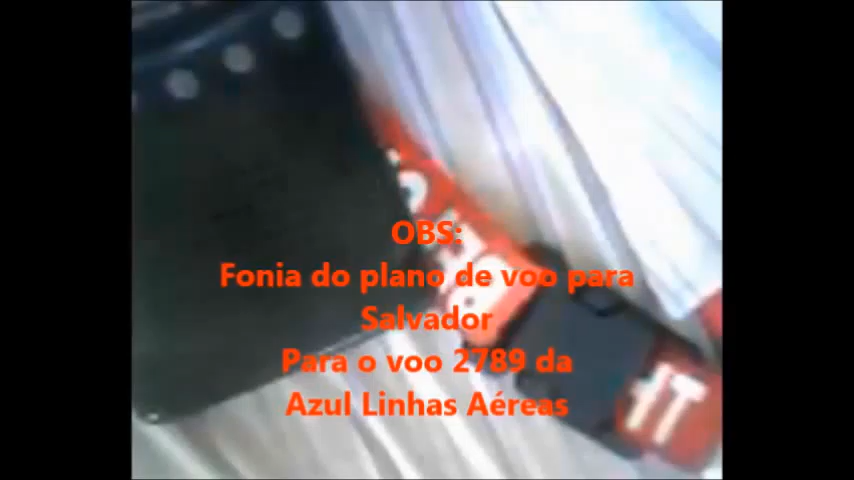 OBS:
Fonia do plano de voo para
Salvador
Para o voo 2789 da
Azul Linhas Aéreas